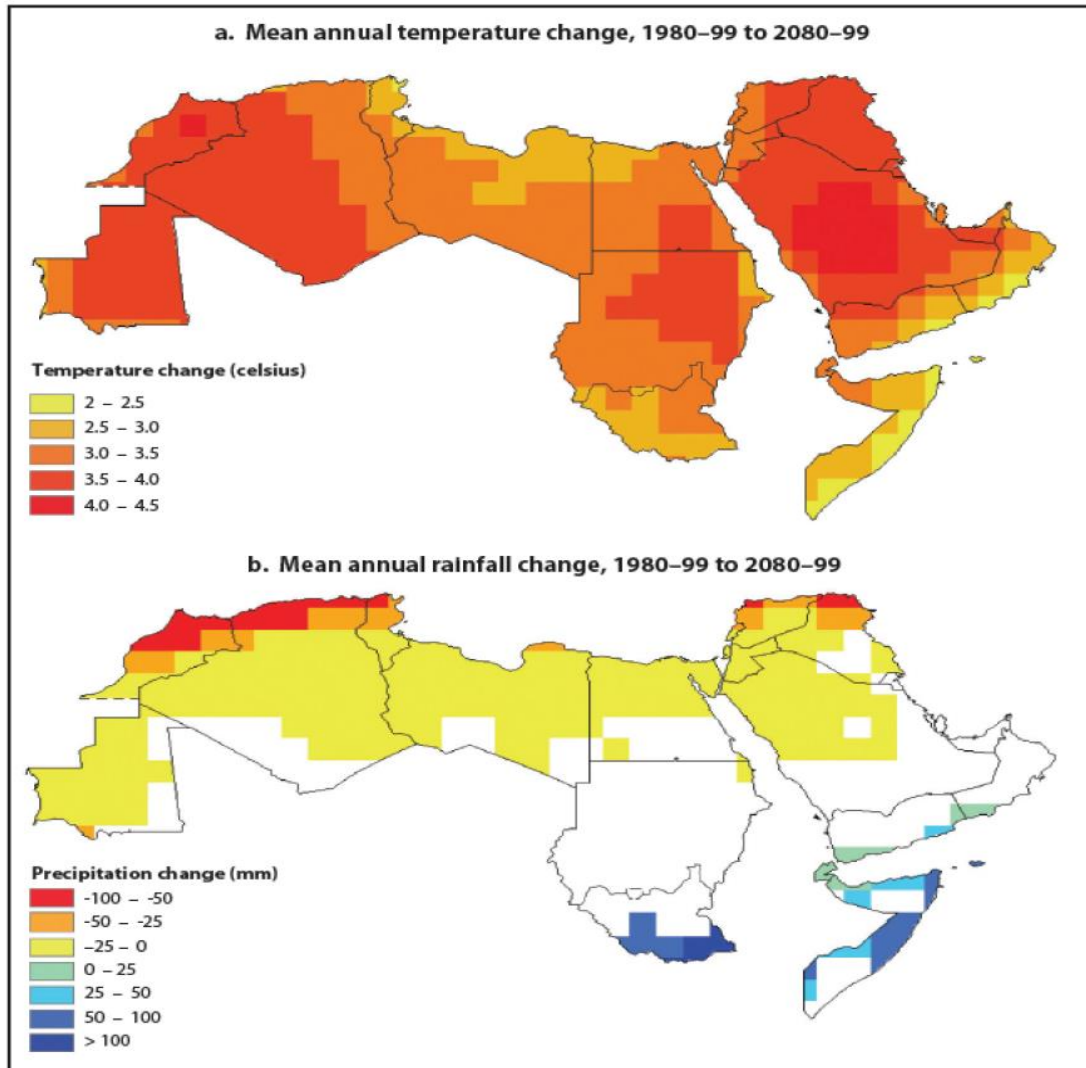 a. Mean annual temperature change, 1980–99 to 2080–99
Temperature change (celsius)
2 – 2.5
2.5 – 3.0
3.0 – 3.5
3.5 – 4.0
4.0 – 4.5
b. Mean annual rainfall change, 1980–99 to 2080–99
Precipitation change (mm)
-100 – -50
-50 – -25
–25 – 0
0 – 25
25 – 50
50 – 100
> 100